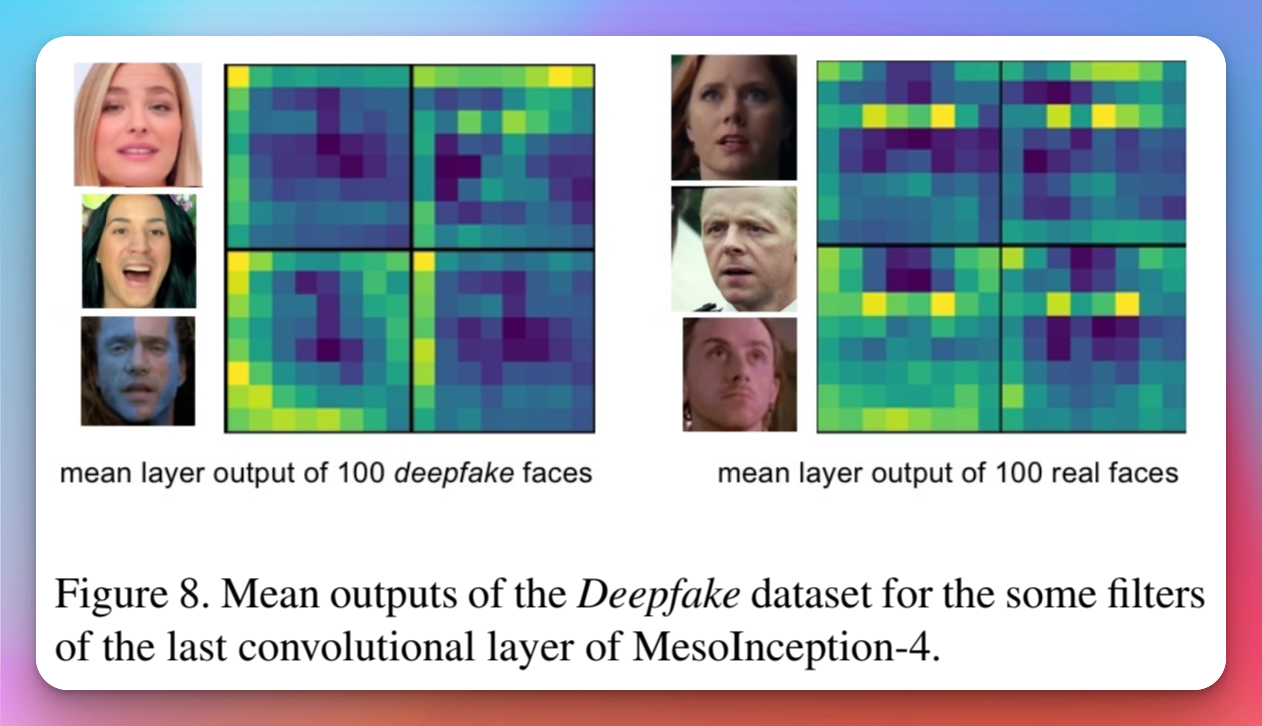 mean layer output of 100 deepfake faces
mean layer output of 100 real faces
Figure 8. Mean outputs of the Deepfake dataset for the some filters
of the last convolutional layer of MesoInception-4.